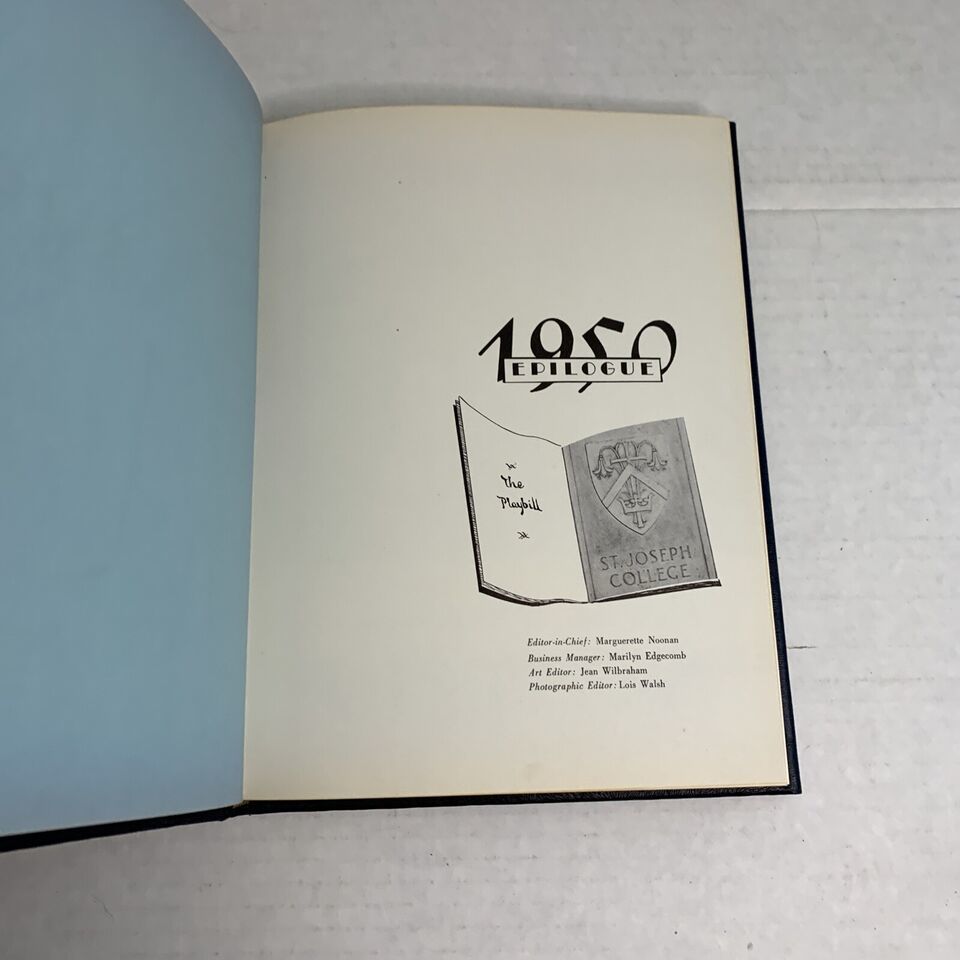 1950
EPILOGUE
The
Playbill
ST. JOSEPH
COLLEGE
Editor-in-Chief: Marguerette Noonan
Business Manager: Marilyn Edgecomb
Art Editor: Jean Wilbraham
Photographic Editor: Lois Walsh